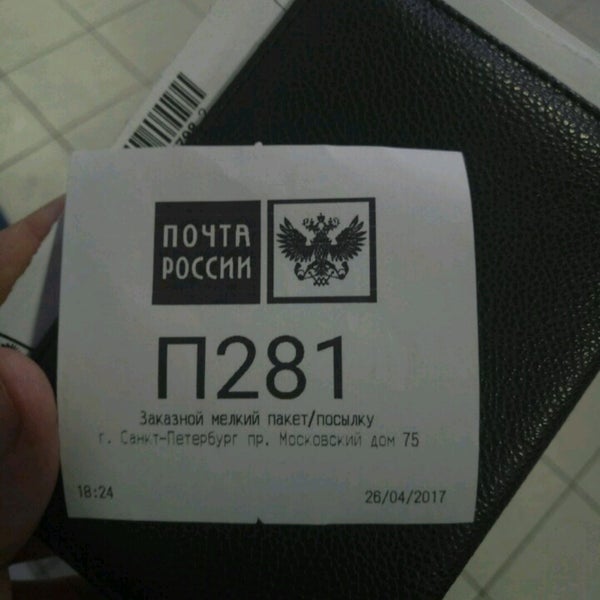 ПОЧТА
РОССИИ
П281
Заказной мелкий пакет/посылку
г. Санкт-Петербург пр. Московский дом 75
18:24 26/04/2017